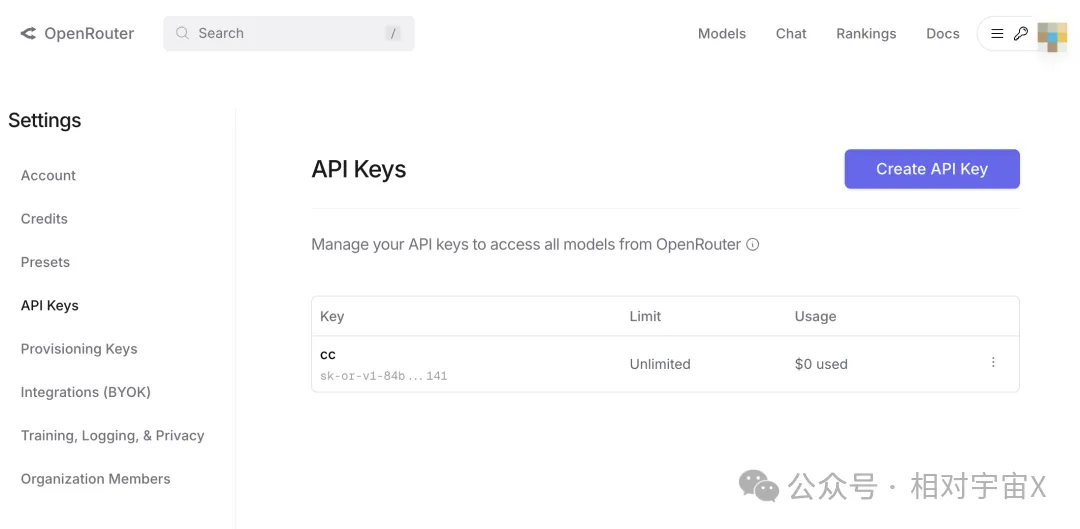 OpenRouter
Search
/
Models
Chat
Rankings
Docs
Settings
Account
Credits
Presets
API Keys
Provisioning Keys
Integrations (BYOK)
Training, Logging, & Privacy
Organization Members
API Keys
Create API Key
Manage your API keys to access all models from OpenRouter
Key Limit Usage
cc
sk-or-v1-84b...141
Unlimited
$0 used
公众号 · 相对宇宙X